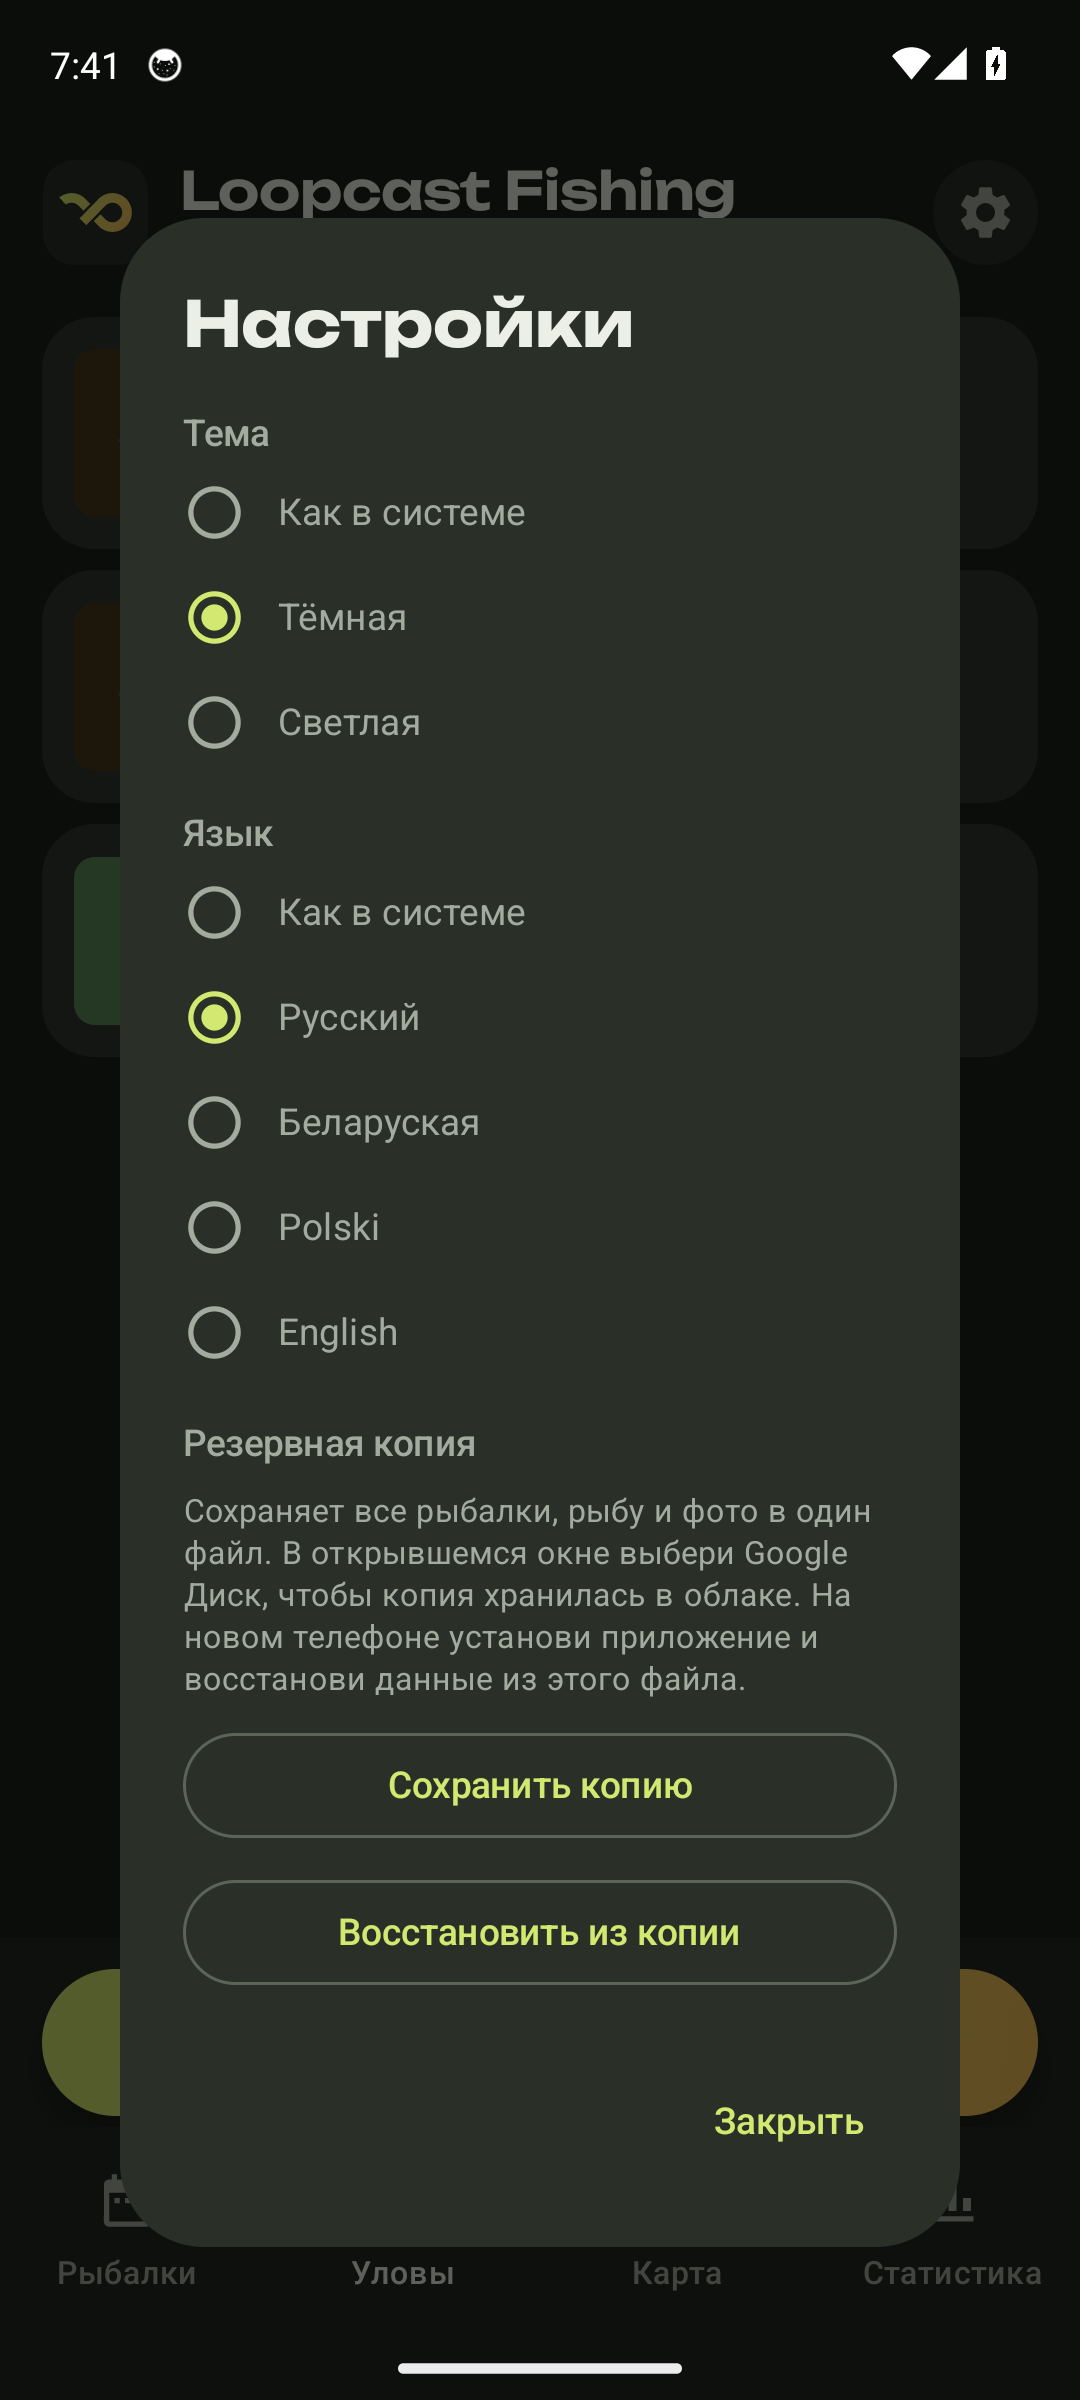 7:41
Loopcast Fishing
Настройки
Тема
Как в системе
Тёмная
Светлая
Язык
Как в системе
Русский
Беларуская
Polski
English
Резервная копия
Сохраняет все рыбалки, рыбу и фото в один
файл. В открывшемся окне выбери Google
Диск, чтобы копия хранилась в облаке. На
новом телефоне установи приложение и
восстанови данные из этого файла.
Сохранить копию
Восстановить из копии
Закрыть
Рыбалки
Уловы
Карта
Статистика